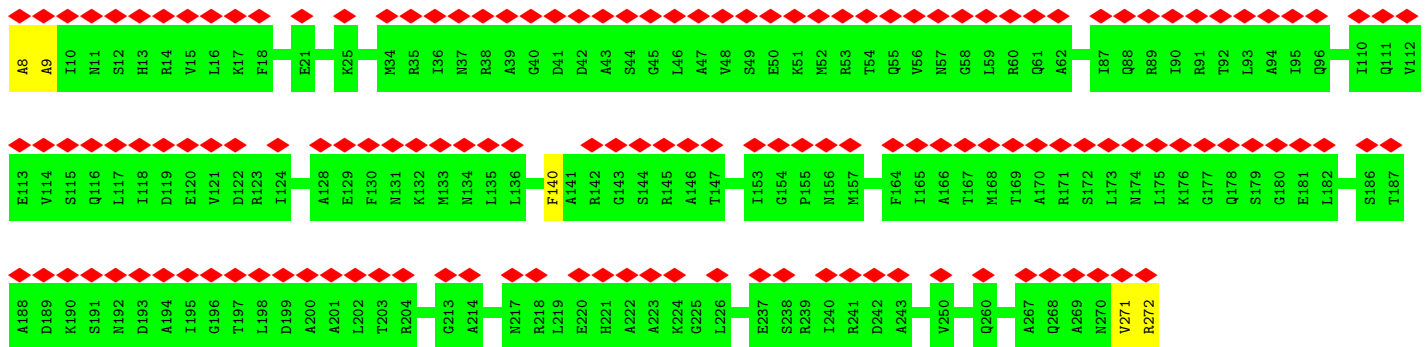 A8 A9 I10 N11 S12 H13 R14 V15 L16 K17 F18 E21 K25 M34 R35 I36 N37 R38 A39 G40 D41 D42 A43 S44 G45 L46 A47 V48 S49 E50 K51 M52 R53 T54 Q55 V56 N57 G58 L59 R60 Q61 A62 I87 Q88 R89 I90 R91 T92 L93 A94 I95 Q96 I110 Q111 V112
E113 V114 S115 Q116 L117 I118 D119 E120 V121 D122 R123 I124 A128 E129 F130 N131 K132 M133 N134 L135 L136 F140 A141 R142 G143 S144 R145 A146 T147 I153 G154 P155 N156 M157 F164 I165 A166 T167 M168 T169 A170 R171 S172 L173 N174 L175 K176 G177 Q178 S179 G180 E181 L182 S186 T187
A188 D189 K190 S191 N192 D193 A194 I195 G196 T197 L198 D199 A200 A201 L202 T203 R204 G213 A214 N217 R218 L219 E220 H221 A222 A223 K224 G225 L226 E237 S238 R239 I240 R241 D242 A243 V250 Q260 A267 Q268 A269 N270 V271 R272